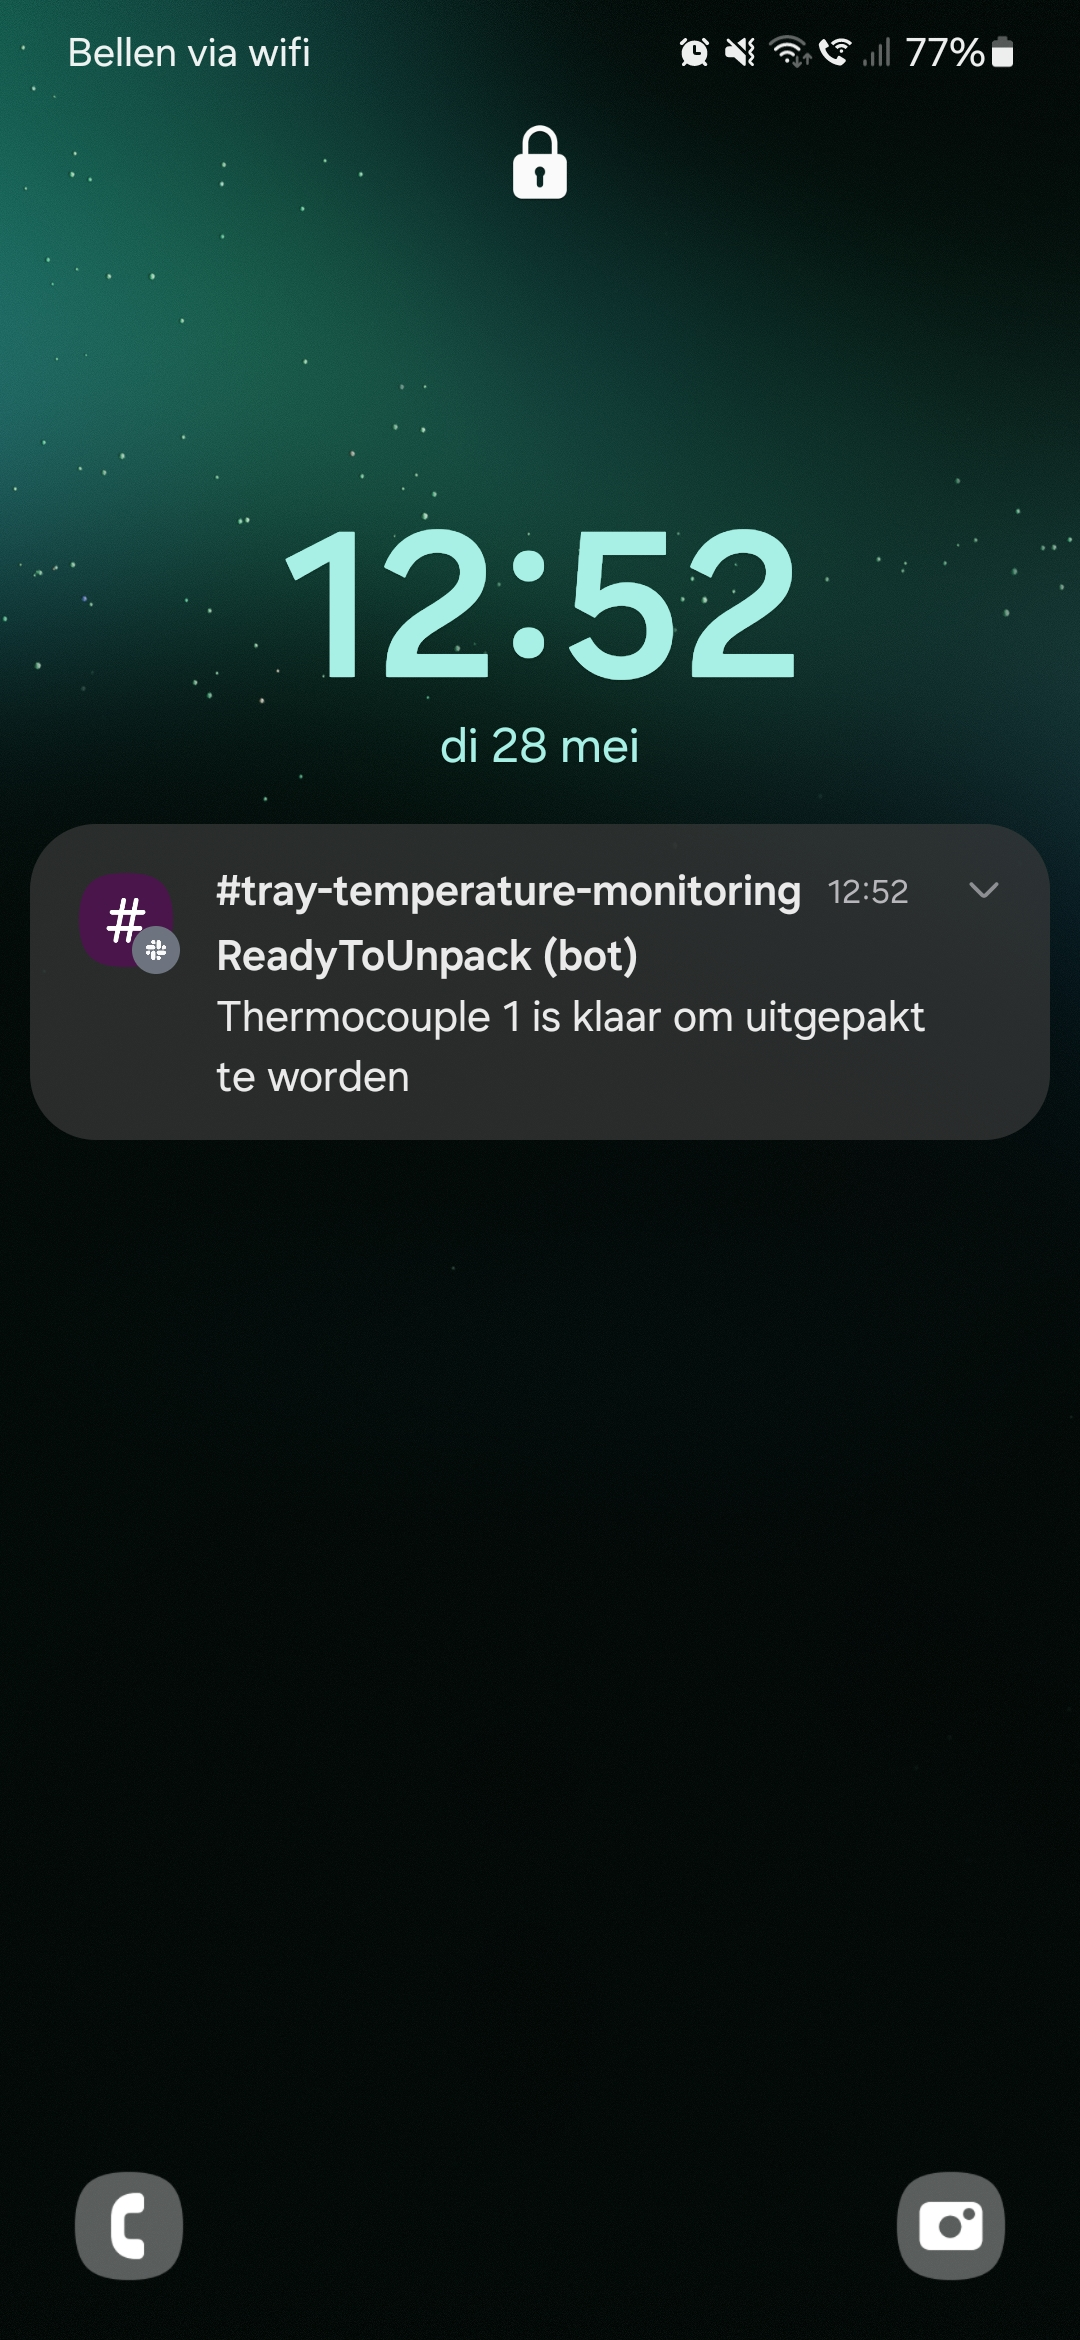 Bellen via wifi 77%
12:52
di 28 mei
#tray-temperature-monitoring 12:52
ReadyToUnpack (bot)
Thermocouple 1 is klaar om uitgepakt
te worden